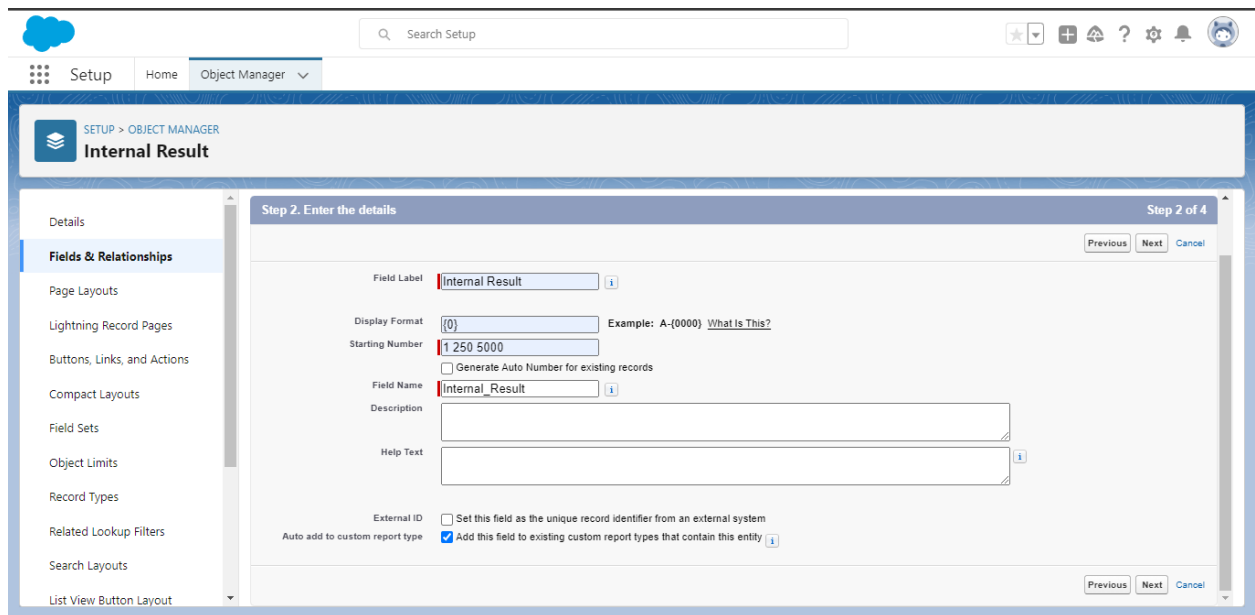 Search Setup
Setup Home Object Manager
SETUP > OBJECT MANAGER
Internal Result
Details
Fields & Relationships
Page Layouts
Lightning Record Pages
Buttons, Links, and Actions
Compact Layouts
Field Sets
Object Limits
Record Types
Related Lookup Filters
Search Layouts
List View Button Layout
Step 2. Enter the details Step 2 of 4
Previous Next Cancel
Field Label Internal Result i
Display Format {0} Example: A-{0000} What Is This?
Starting Number 1 250 5000
Generate Auto Number for existing records
Field Name Internal_Result i
Description
Help Text i
External ID Set this field as the unique record identifier from an external system
Auto add to custom report type Add this field to existing custom report types that contain this entity i
Previous Next Cancel